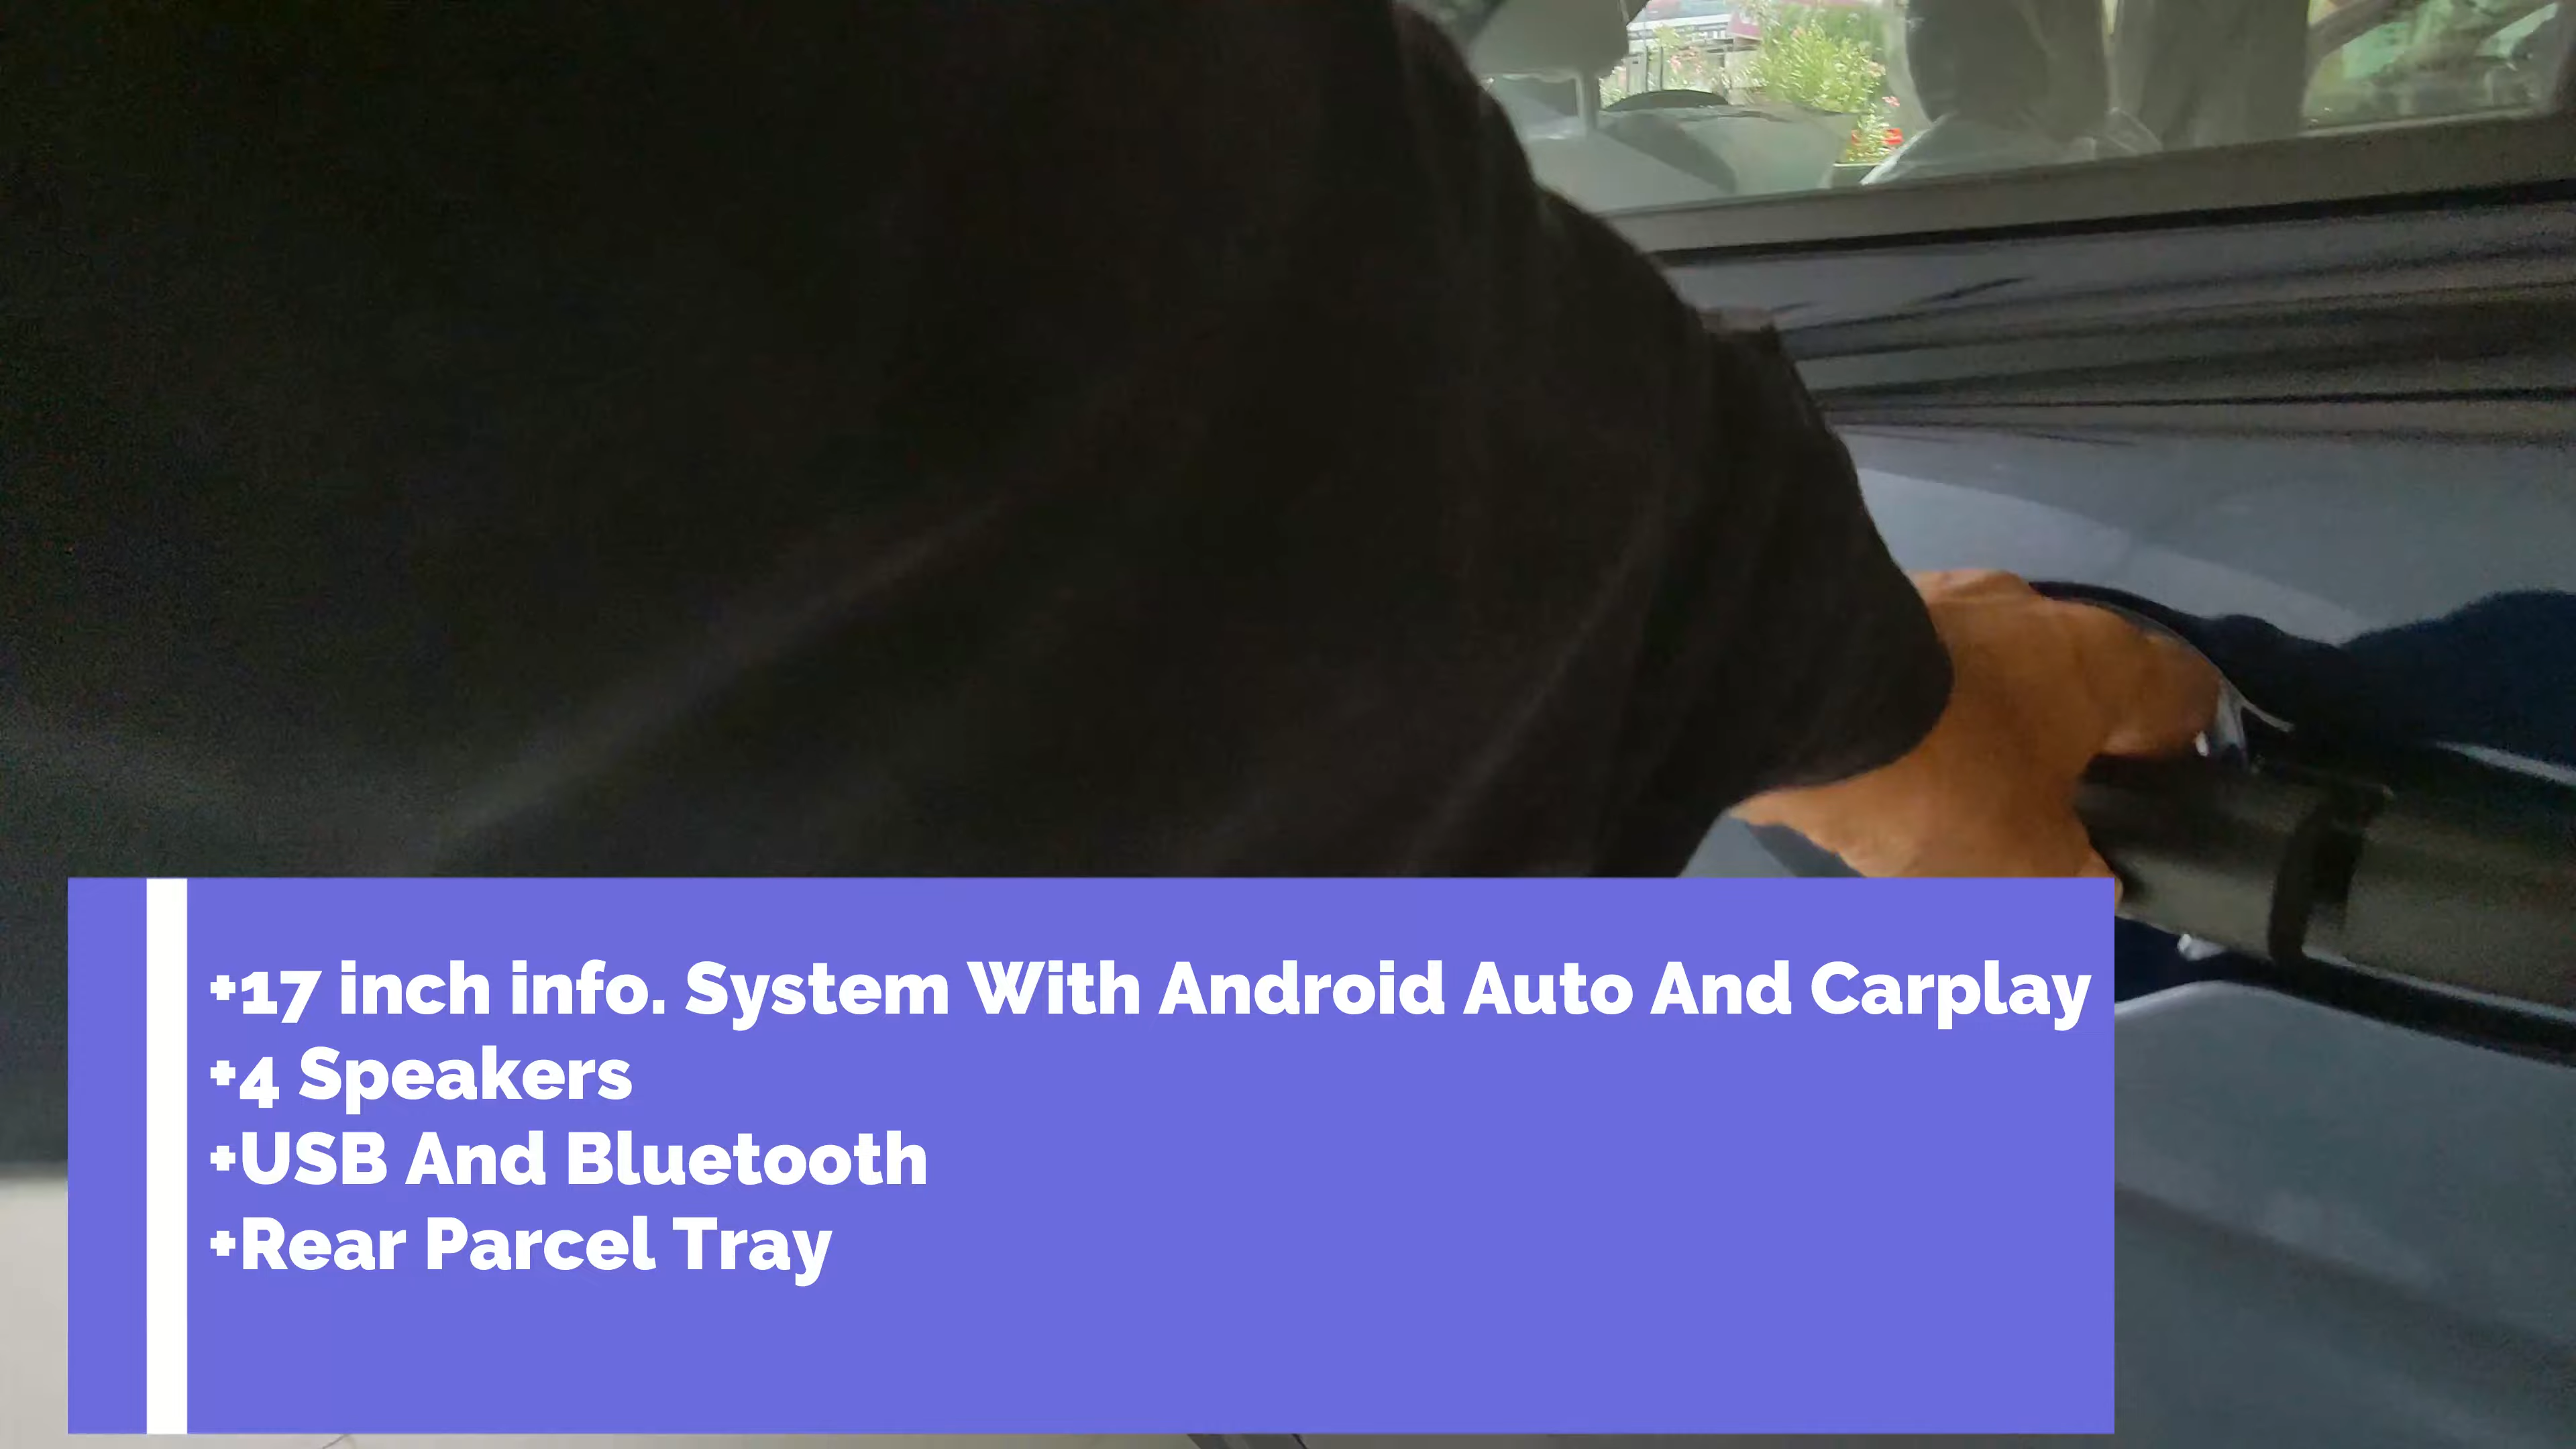 +17 inch info. System With Android Auto And Carplay
+4 Speakers
+USB And Bluetooth
+Rear Parcel Tray